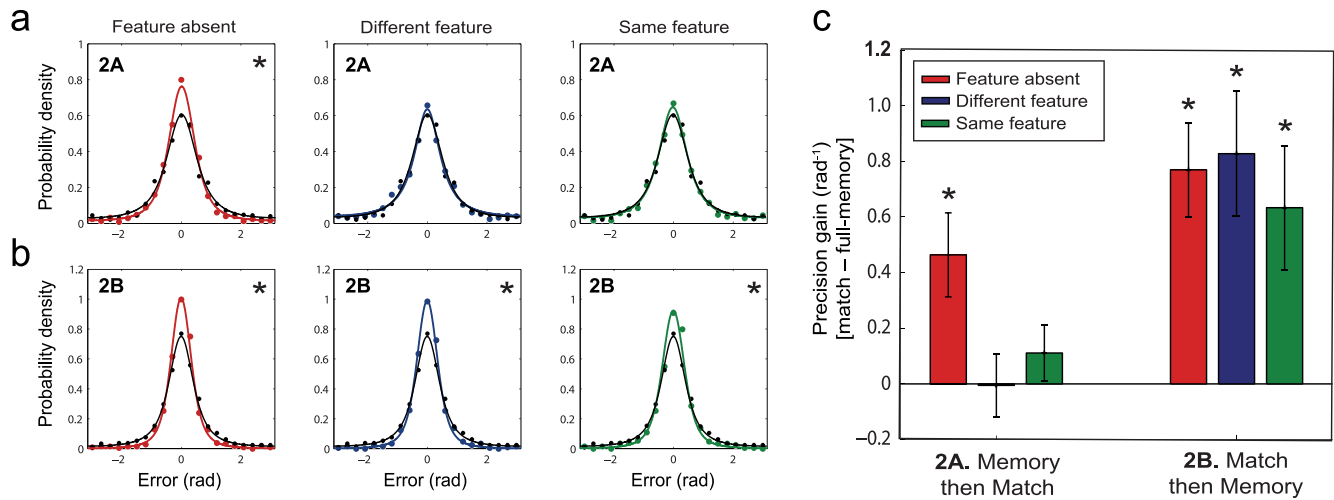 a
Feature absent
Different feature
Same feature
Probability density
1
0.8
0.6
0.4
0.2
0
2A
*
−2
0
2
1
0.8
0.6
0.4
0.2
0
2A
−2
0
2
1
0.8
0.6
0.4
0.2
0
2A
−2
0
2
b
Probability density
1.2
1
0.8
0.6
0.4
0.2
0
2B
*
−2
0
2
Error (rad)
1.2
1
0.8
0.6
0.4
0.2
0
2B
*
−2
0
2
Error (rad)
1.2
1
0.8
0.6
0.4
0.2
0
2B
*
−2
0
2
Error (rad)
c
Precision gain (rad⁻¹)
[match – full-memory]
1.2
1.0
0.8
0.6
0.4
0.2
0
−0.2
Feature absent
Different feature
Same feature
*
*
*
*
2A. Memory
then Match
2B. Match
then Memory